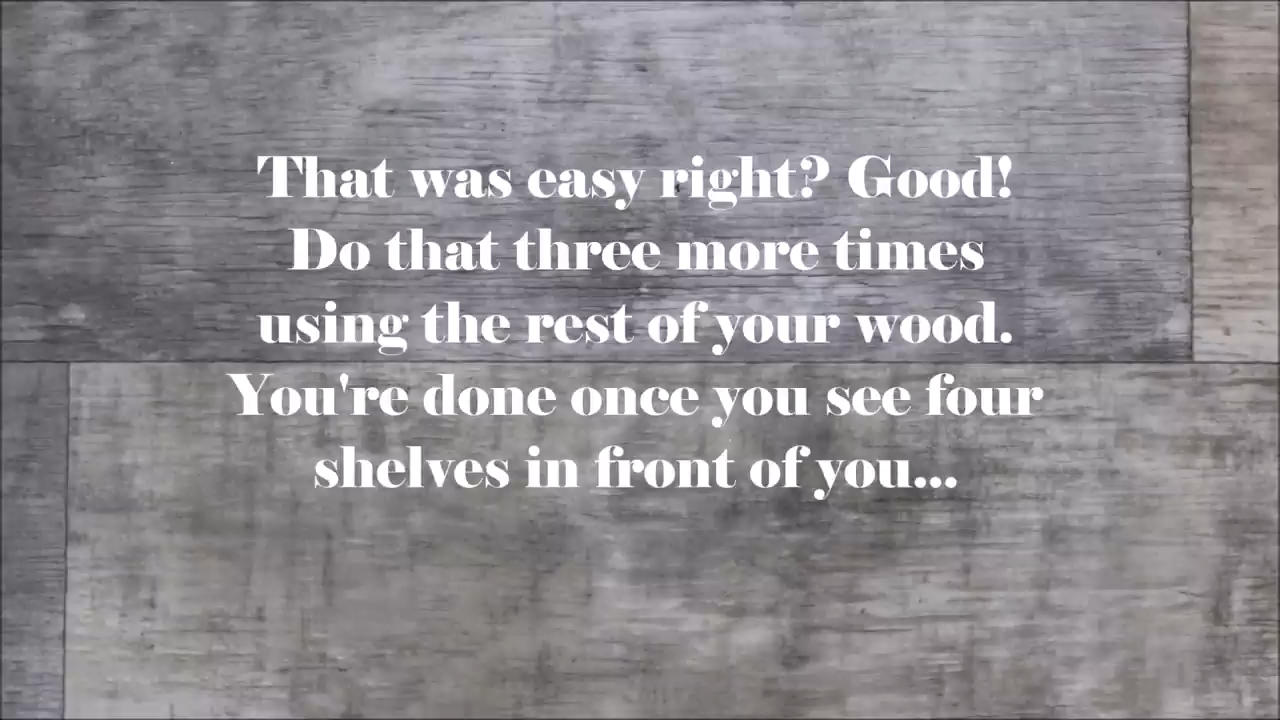 That was easy right? Good!
Do that three more times
using the rest of your wood.
You're done once you see four
shelves in front of you...